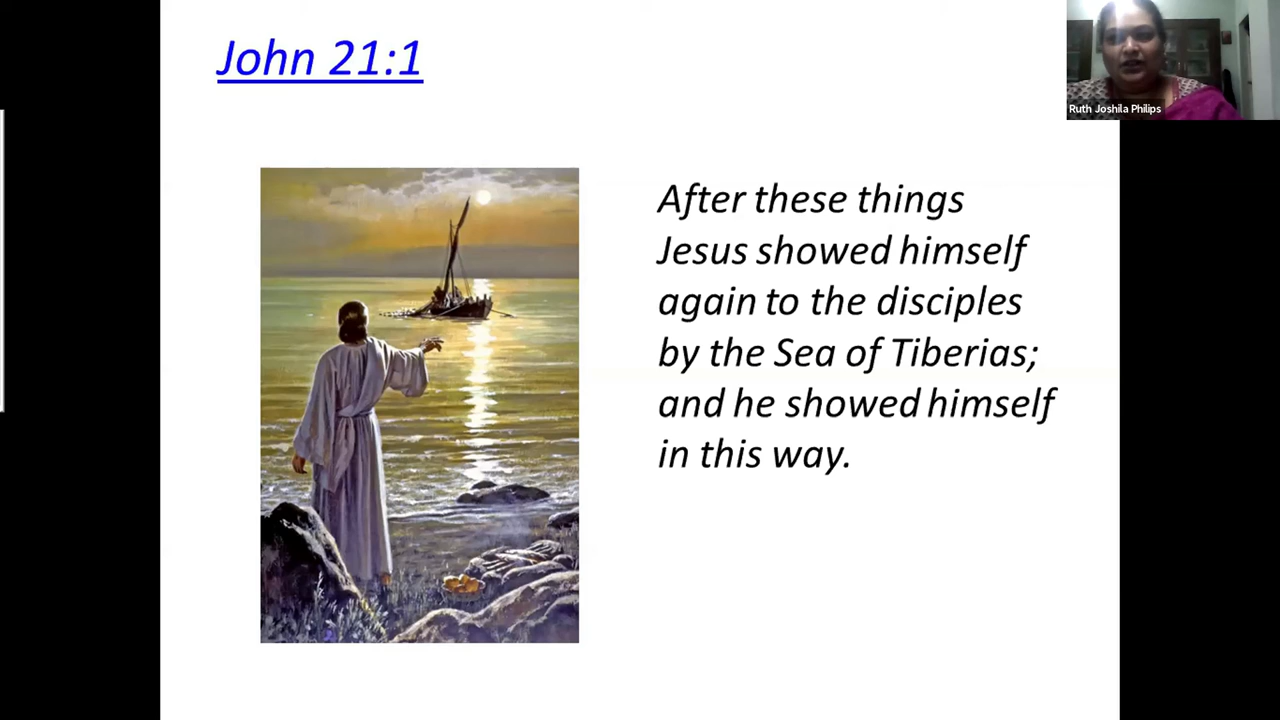 John 21:1
Ruth Joshila Philips
After these things
Jesus showed himself
again to the disciples
by the Sea of Tiberias;
and he showed himself
in this way.